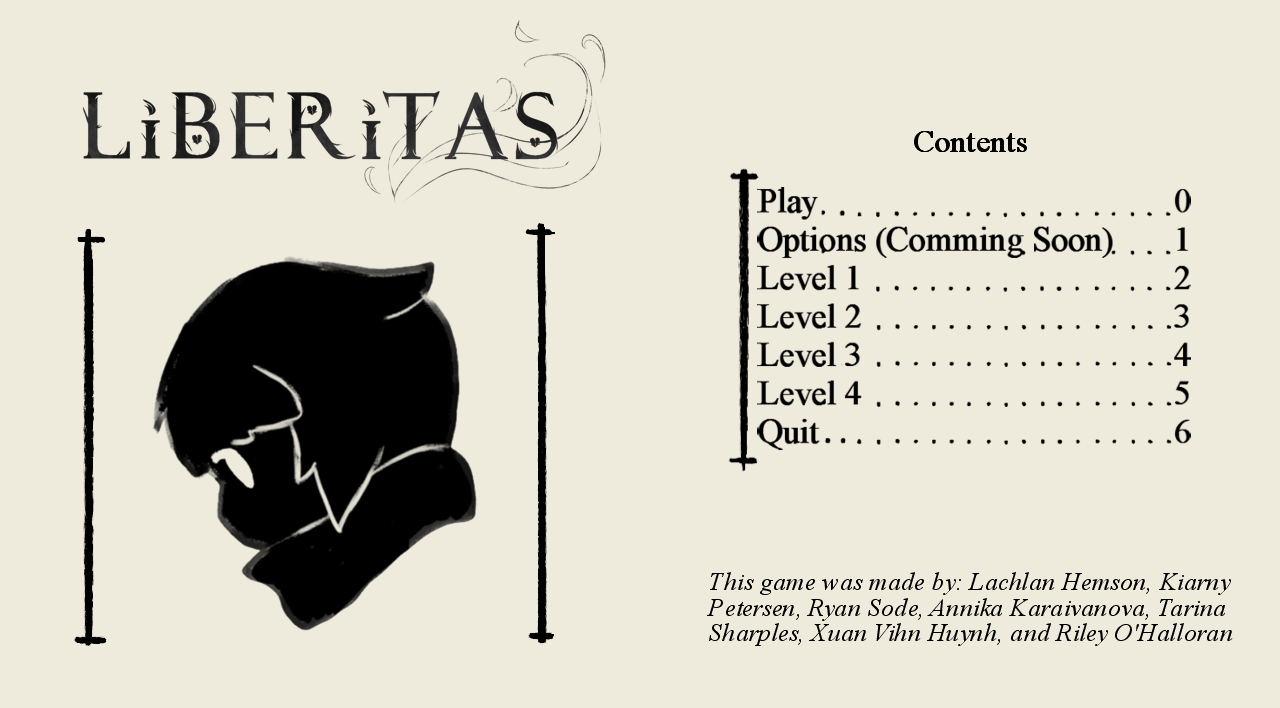 LiBERiTAS
Contents
Play. . . . . . . . . . . . . . . . . . . .0
Options (Comming Soon). . . .1
Level 1 . . . . . . . . . . . . . . . . .2
Level 2 . . . . . . . . . . . . . . . . .3
Level 3 . . . . . . . . . . . . . . . . .4
Level 4 . . . . . . . . . . . . . . . . .5
Quit. . . . . . . . . . . . . . . . . . . .6
This game was made by: Lachlan Hemson, Kiarny
Petersen, Ryan Sode, Annika Karaivanova, Tarina
Sharples, Xuan Vihn Huynh, and Riley O'Halloran